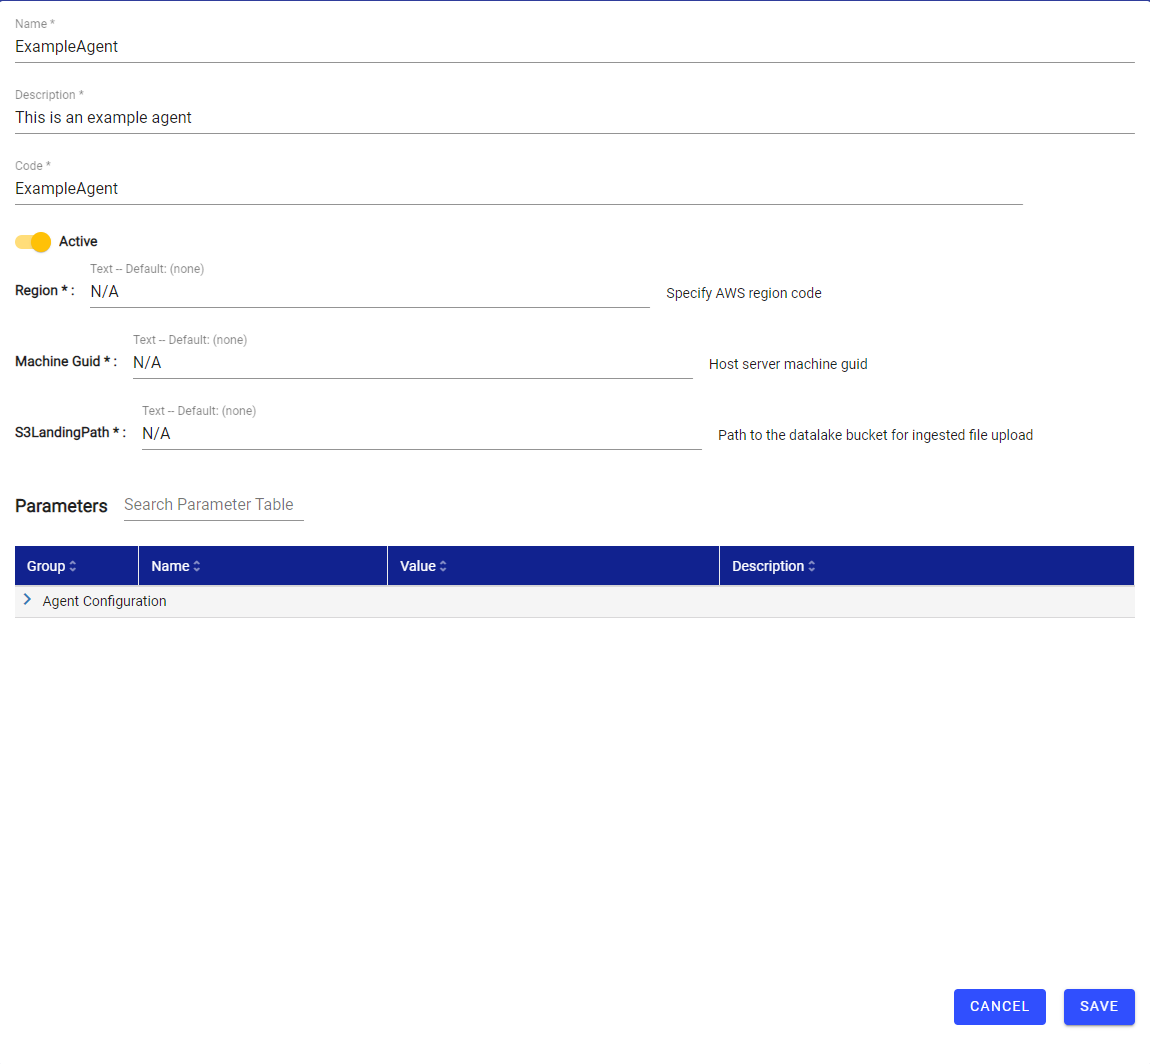 Name *
ExampleAgent
Description *
This is an example agent
Code *
ExampleAgent
Active
Text -- Default: (none)
Region * : N/A Specify AWS region code
Text -- Default: (none)
Machine Guid * : N/A Host server machine guid
Text -- Default: (none)
S3LandingPath * : N/A Path to the datalake bucket for ingested file upload
Parameters Search Parameter Table
Group Name Value Description
Agent Configuration
CANCEL SAVE